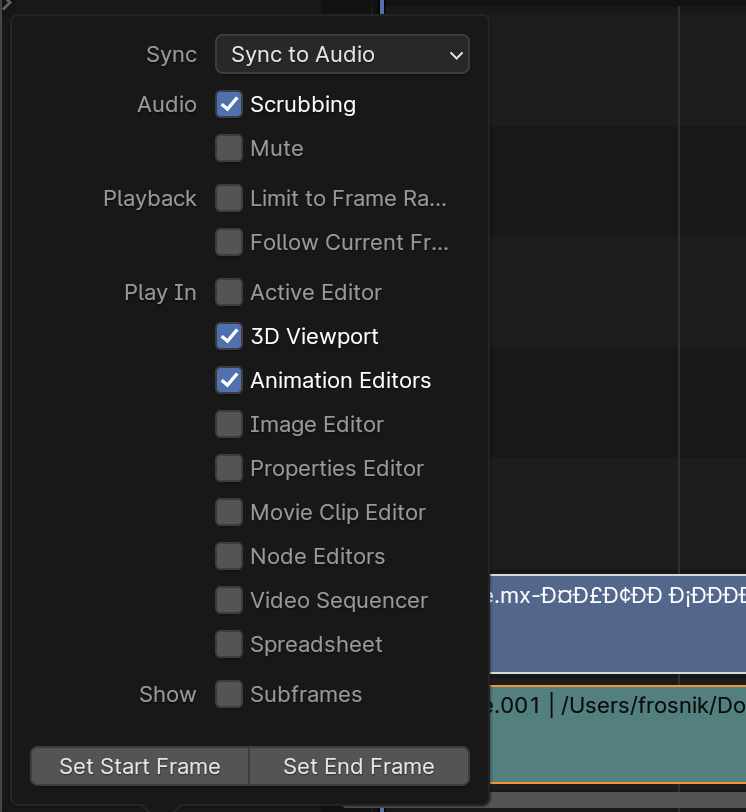 Sync Sync to Audio
Audio Scrubbing
Mute
Playback Limit to Frame Ra...
Follow Current Fr...
Play In Active Editor
3D Viewport
Animation Editors
Image Editor
Properties Editor
Movie Clip Editor
Node Editors
e.mx-Ð¤Ð£Ð¢ÐÐ Ð¡ÐÐÐÐ
Video Sequencer
Spreadsheet
Show Subframes
e.001 | /Users/frosnik/Do
Set Start Frame Set End Frame